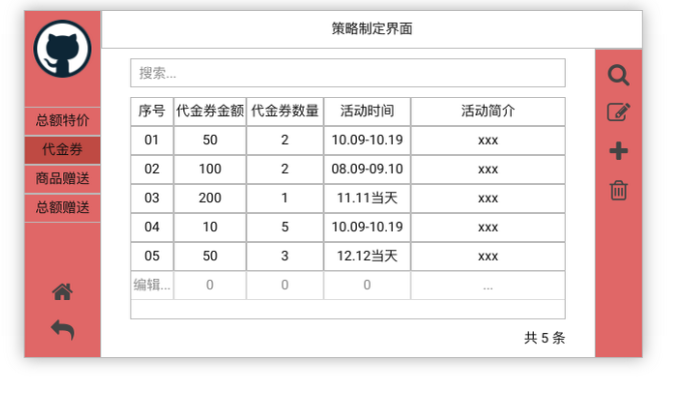 策略制定界面
搜索...
总额特价
代金券
商品赠送
总额赠送
序号 代金券金额 代金券数量 活动时间 活动简介
01 50 2 10.09-10.19 xxx
02 100 2 08.09-09.10 xxx
03 200 1 11.11当天 xxx
04 10 5 10.09-10.19 xxx
05 50 3 12.12当天 xxx
编辑... 0 0 0 ...
共 5 条